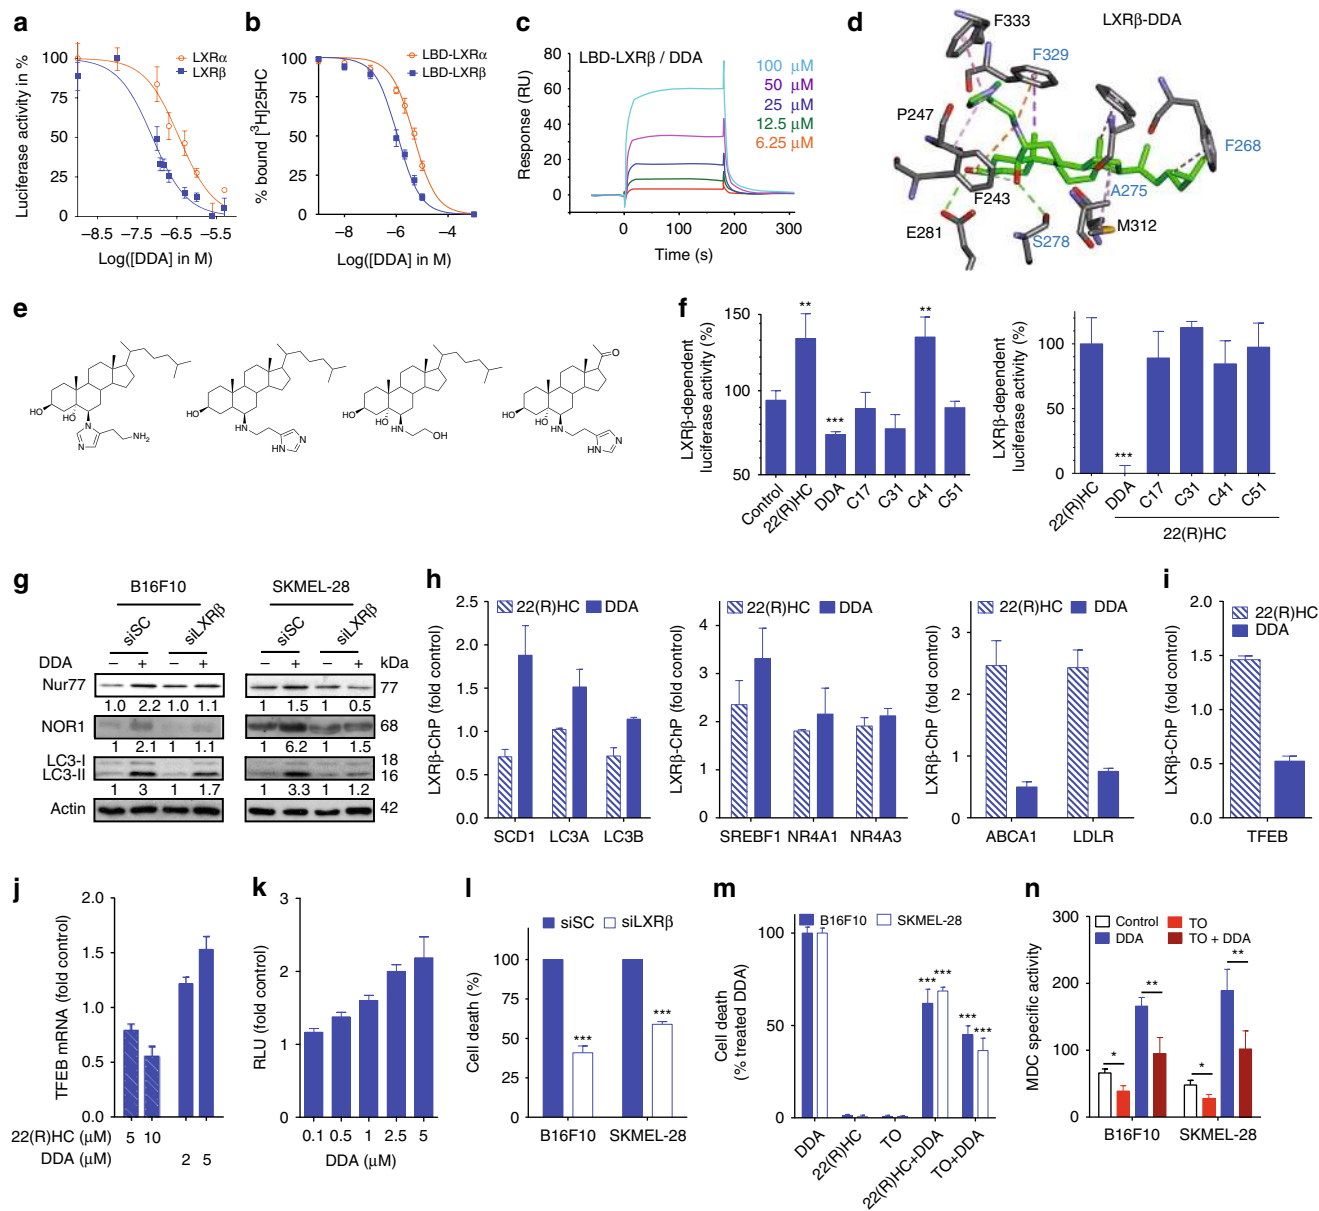 a
100
75
50
25
0
Luciferase activity in %
−8.5 −7.5 −6.5 −5.5
Log([DDA] in M)
LXRα
LXRβ
b
100
75
50
25
0
% bound [³H]25HC
−8 −6 −4
Log([DDA] in M)
LBD-LXRα
LBD-LXRβ
c
LBD-LXRβ / DDA
80
60
40
20
0
Response (RU)
0 100 200 300
Time (s)
100 μM
50 μM
25 μM
12.5 μM
6.25 μM
d
LXRβ-DDA
F333
F329
P247
F268
F243
A275
E281
S278
M312
e
HO
OH
N
N
NH₂
HO
HN
N
HN
HO
OH
HN
OH
O
HO
OH
HN
N
HN
f
150
100
50
LXRβ-dependent
luciferase activity (%)
**
***
**
Control
22(R)HC
DDA
C17
C31
C41
C51
100
50
0
LXRβ-dependent
luciferase activity (%)
***
22(R)HC
DDA
C17
C31
C41
C51
22(R)HC
g
B16F10 SKMEL-28
siSC siLXRβ siSC siLXRβ
DDA − + − + − + − + kDa
Nur77 77
1.0 2.2 1.0 1.1 1 1.5 1 0.5
NOR1 68
1 2.1 1 1.1 1 6.2 1 1.5
LC3-I 18
LC3-II 16
1 3 1 1.7 1 3.3 1 1.2
Actin 42
h
2.5
2.0
1.5
1.0
0.5
0.0
LXRβ-ChP (fold control)
22(R)HC DDA
SCD1 LC3A LC3B
4
3
2
1
0
LXRβ-ChP (fold control)
22(R)HC DDA
SREBF1 NR4A1 NR4A3
3
2
1
0
LXRβ-ChP (fold control)
22(R)HC DDA
ABCA1 LDLR
i
2.0
1.5
1.0
0.5
0.0
LXRβ-ChP (fold control)
22(R)HC
DDA
TFEB
j
2.0
1.5
1.0
0.5
0.0
TFEB mRNA (fold control)
22(R)HC (μM) 5 10
DDA (μM) 2 5
k
3
2
1
0
RLU (fold control)
0.1 0.5 1 2.5 5
DDA (μM)
l
siSC siLXRβ
100
75
50
25
0
Cell death (%)
***
***
B16F10 SKMEL-28
m
B16F10 SKMEL-28
100
50
0
Cell death
(% treated DDA)
***
***
***
***
DDA
22(R)HC
TO
22(R)HC+DDA
TO+DDA
n
300
200
100
0
MDC specific activity
Control TO
DDA TO + DDA
*
**
*
**
B16F10 SKMEL-28